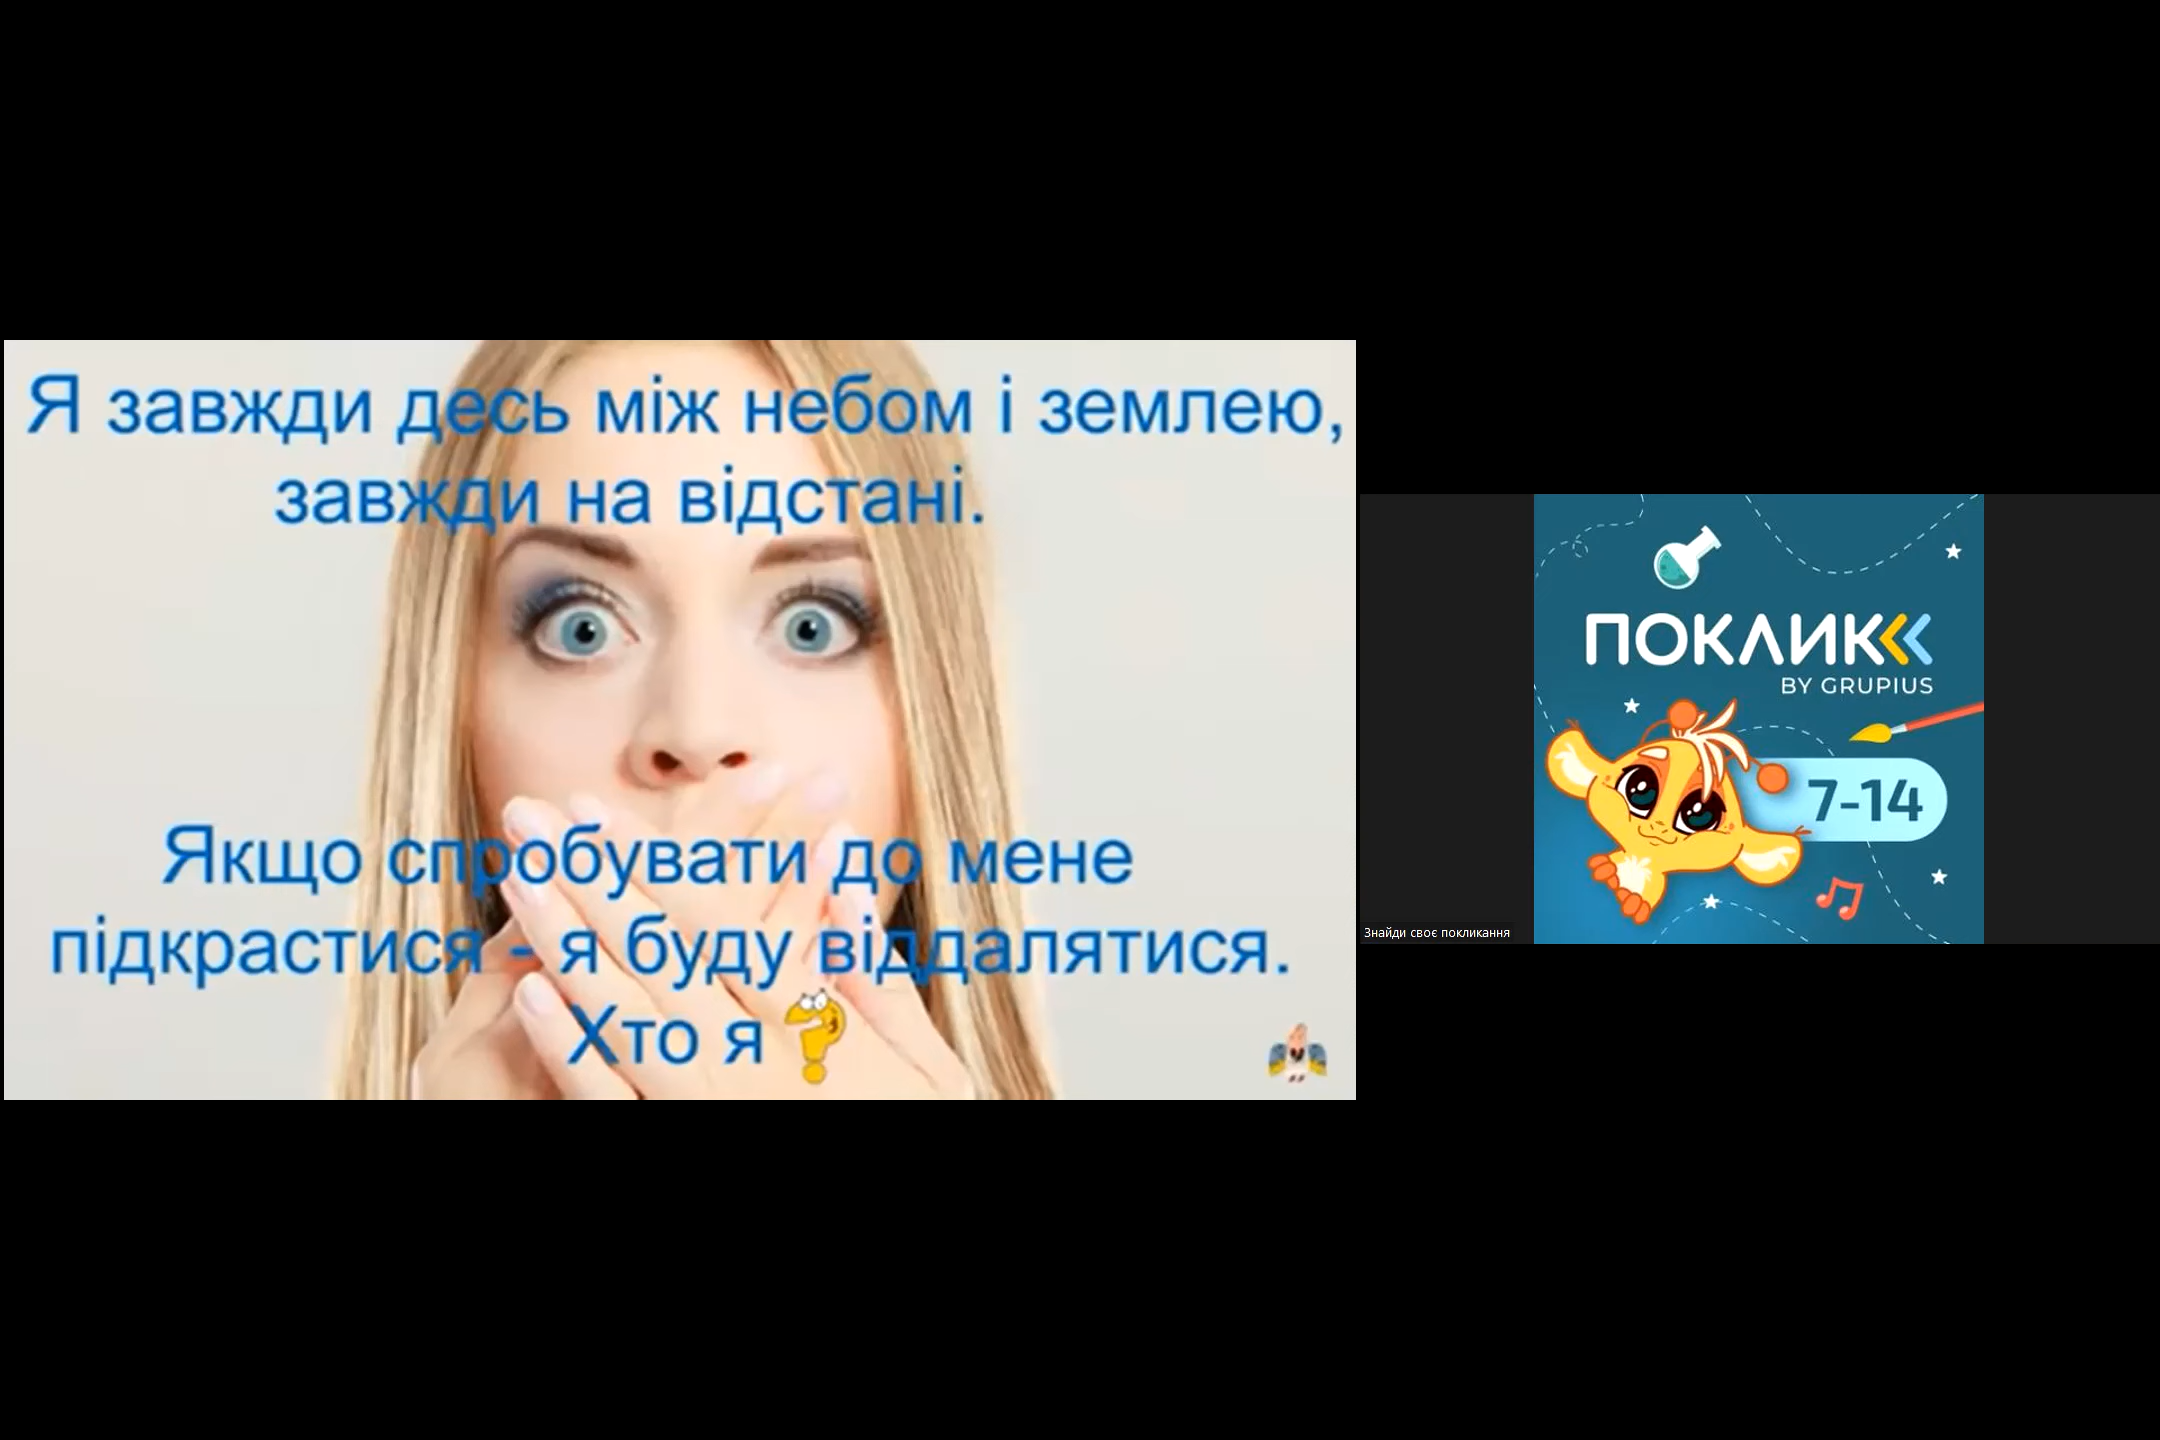 Я завжди десь між небом і землею,
завжди на відстані.
Якщо спробувати до мене
підкрастися - я буду віддалятися.
Хто я ?
ПОКЛИК
BY GRUPIUS
7-14
Знайди своє покликання